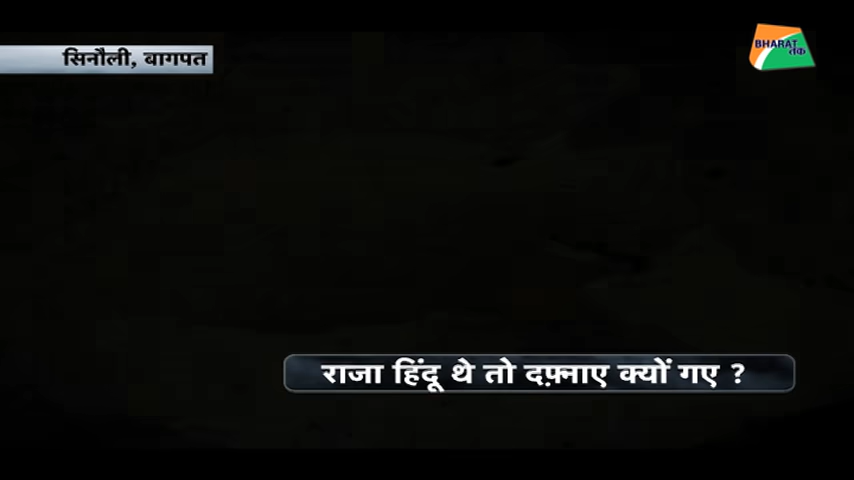 सिनौली, बागपत
BHARAT
तक
राजा हिंदू थे तो दफ़्नाए क्यों गए ?